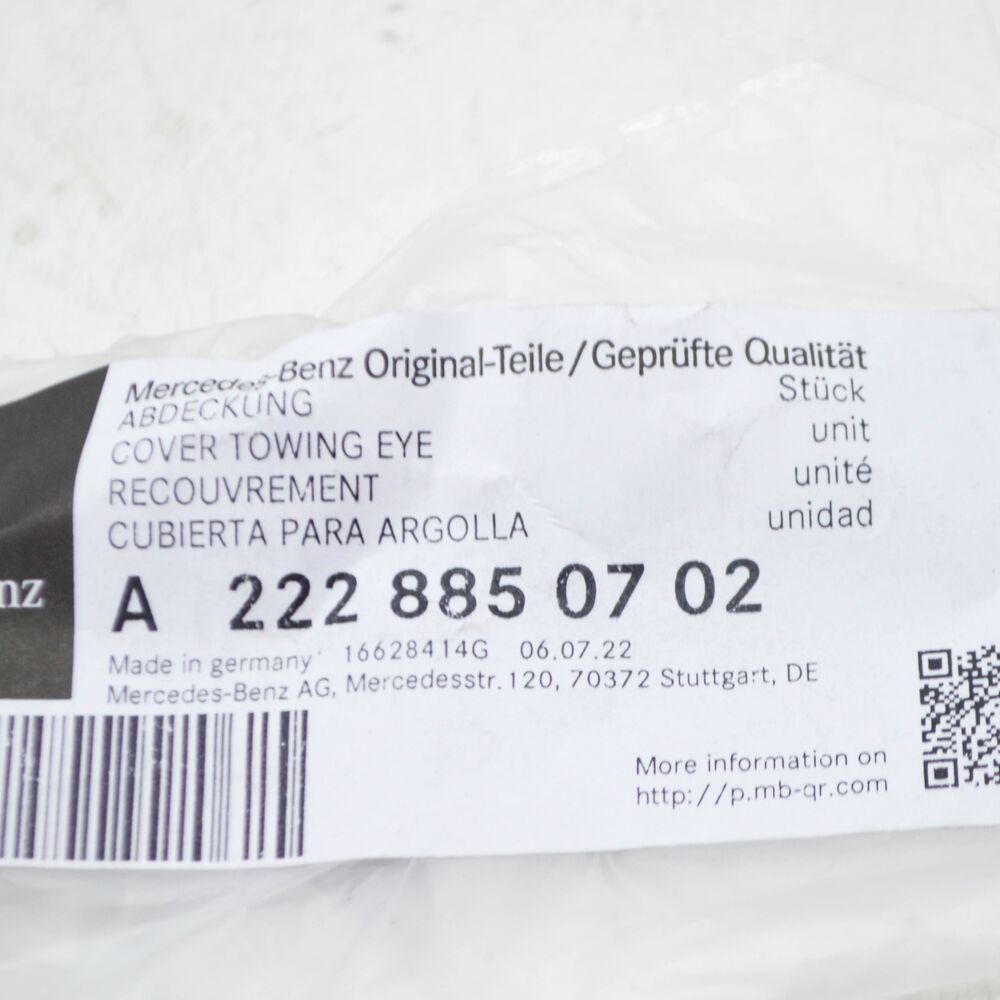 Mercedes-Benz Original-Teile/Geprüfte Qualität
ABDECKUNG Stück
COVER TOWING EYE unit
RECOUVREMENT unité
CUBIERTA PARA ARGOLLA unidad
nz
A 222 885 07 02
Made in germany 16628414G 06.07.22
Mercedes-Benz AG, Mercedesstr. 120, 70372 Stuttgart, DE
More information on
http://p.mb-qr.com